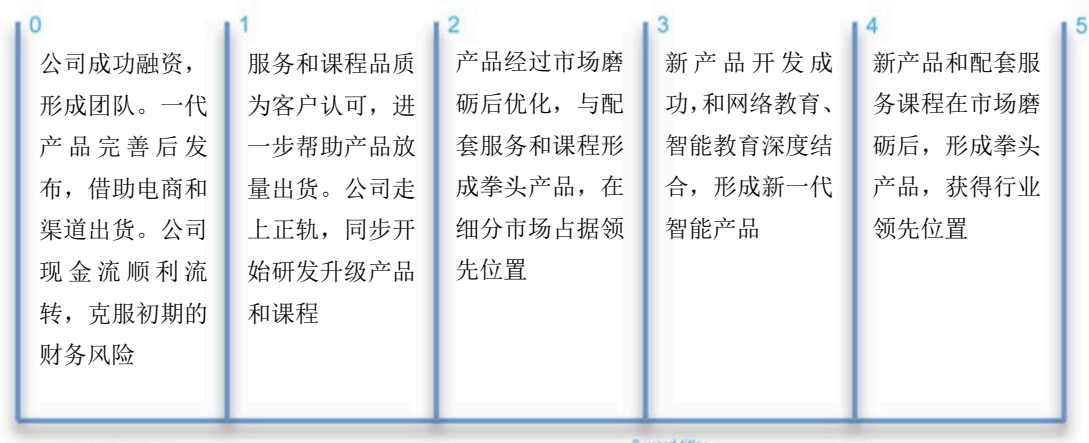 0
公司成功融资，
形成团队。一代
产品完善后发
布，借助电商和
渠道出货。公司
现金流顺利流
转，克服初期的
财务风险
1
服务和课程品质
为客户认可，进
一步帮助产品放
量出货。公司走
上正轨，同步开
始研发升级产品
和课程
2
产品经过市场磨
砺后优化，与配
套服务和课程形
成拳头产品，在
细分市场占据领
先位置
3
新产品开发成
功，和网络教育、
智能教育深度结
合，形成新一代
智能产品
4
新产品和配套服
务课程在市场磨
砺后，形成拳头
产品，获得行业
领先位置
5